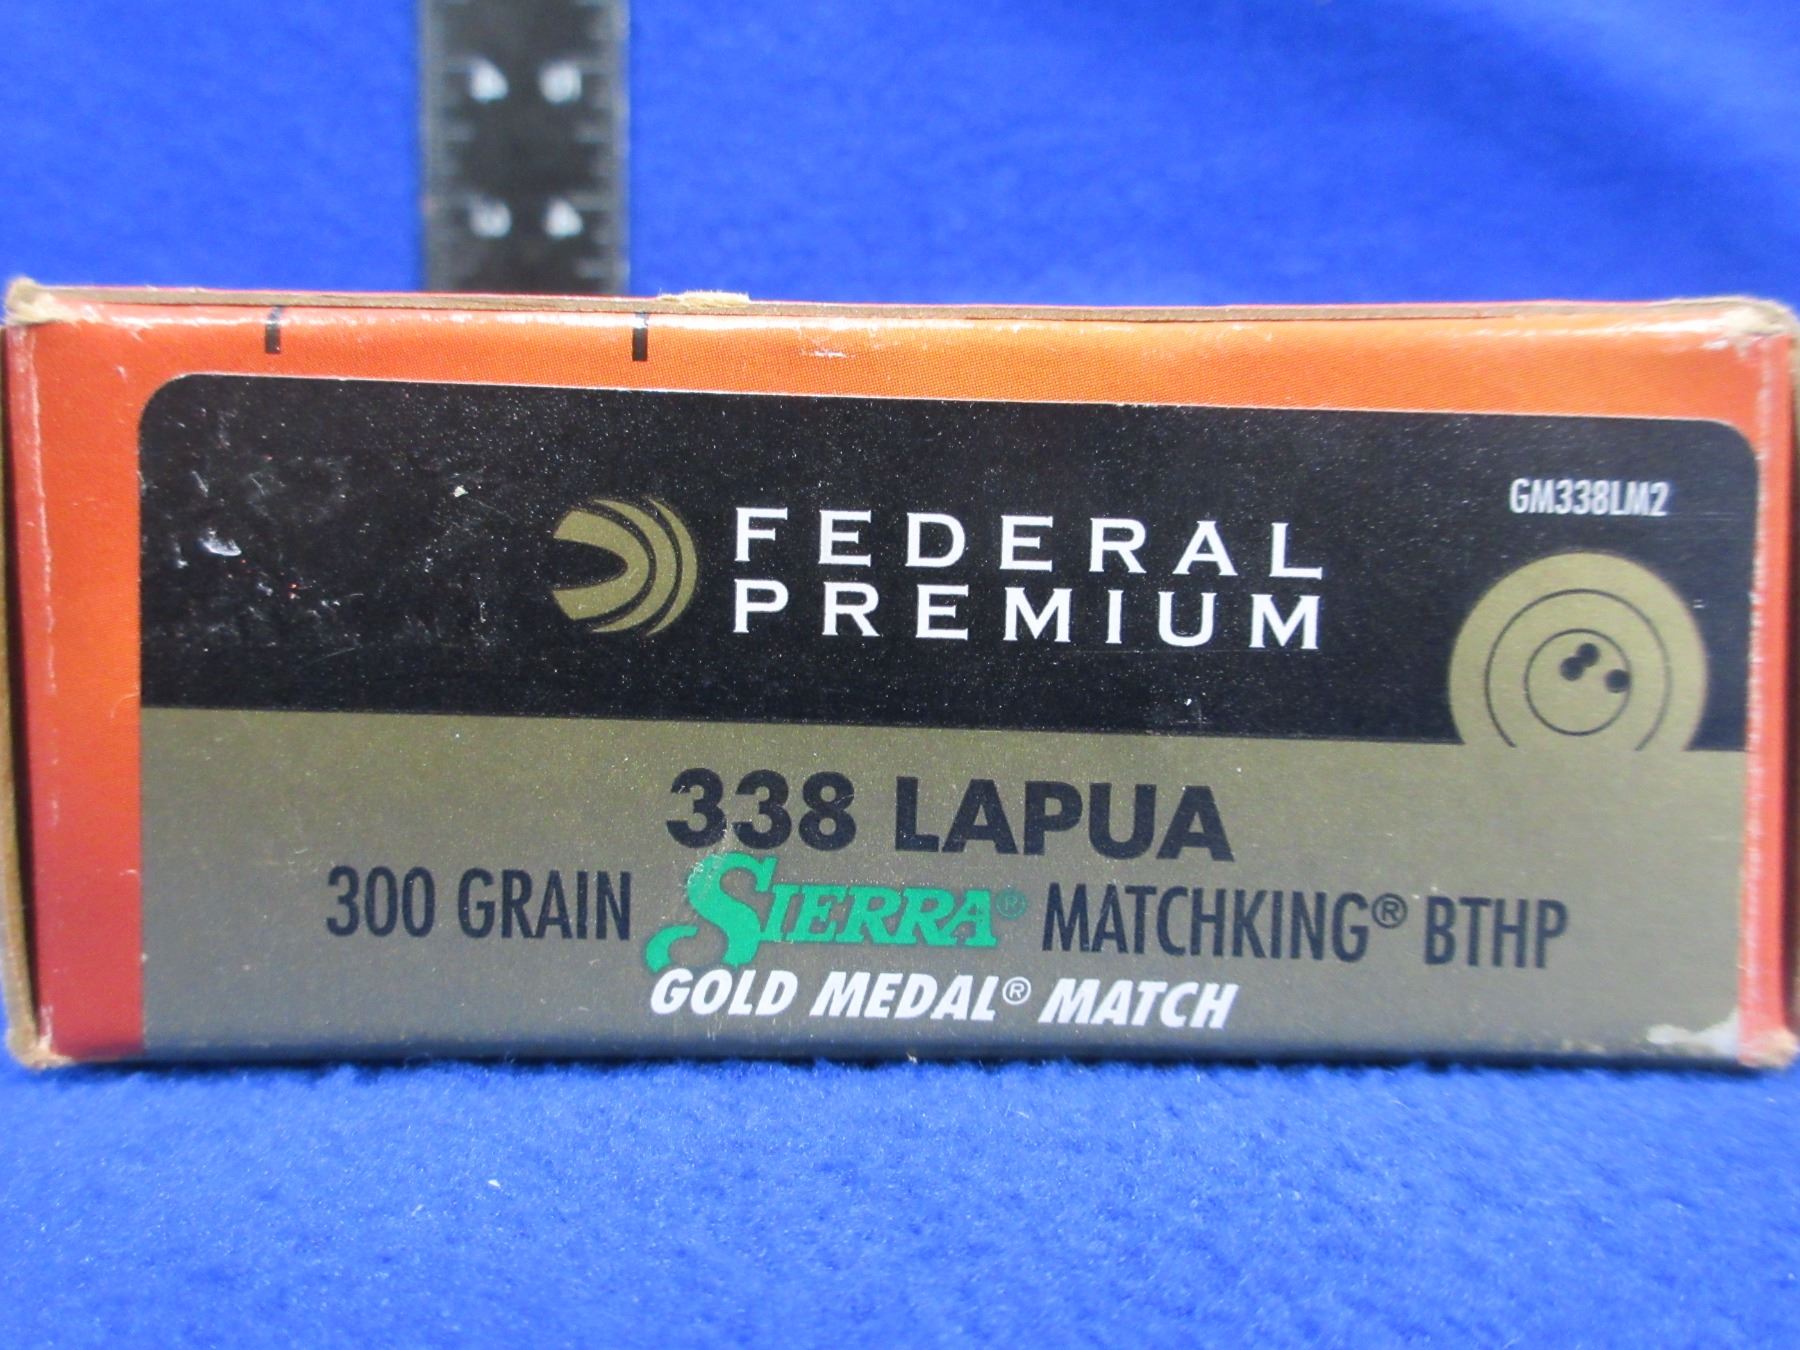 FEDERAL
PREMIUM
GM338LM2
338 LAPUA
300 GRAIN SIERRA® MATCHKING® BTHP
GOLD MEDAL® MATCH